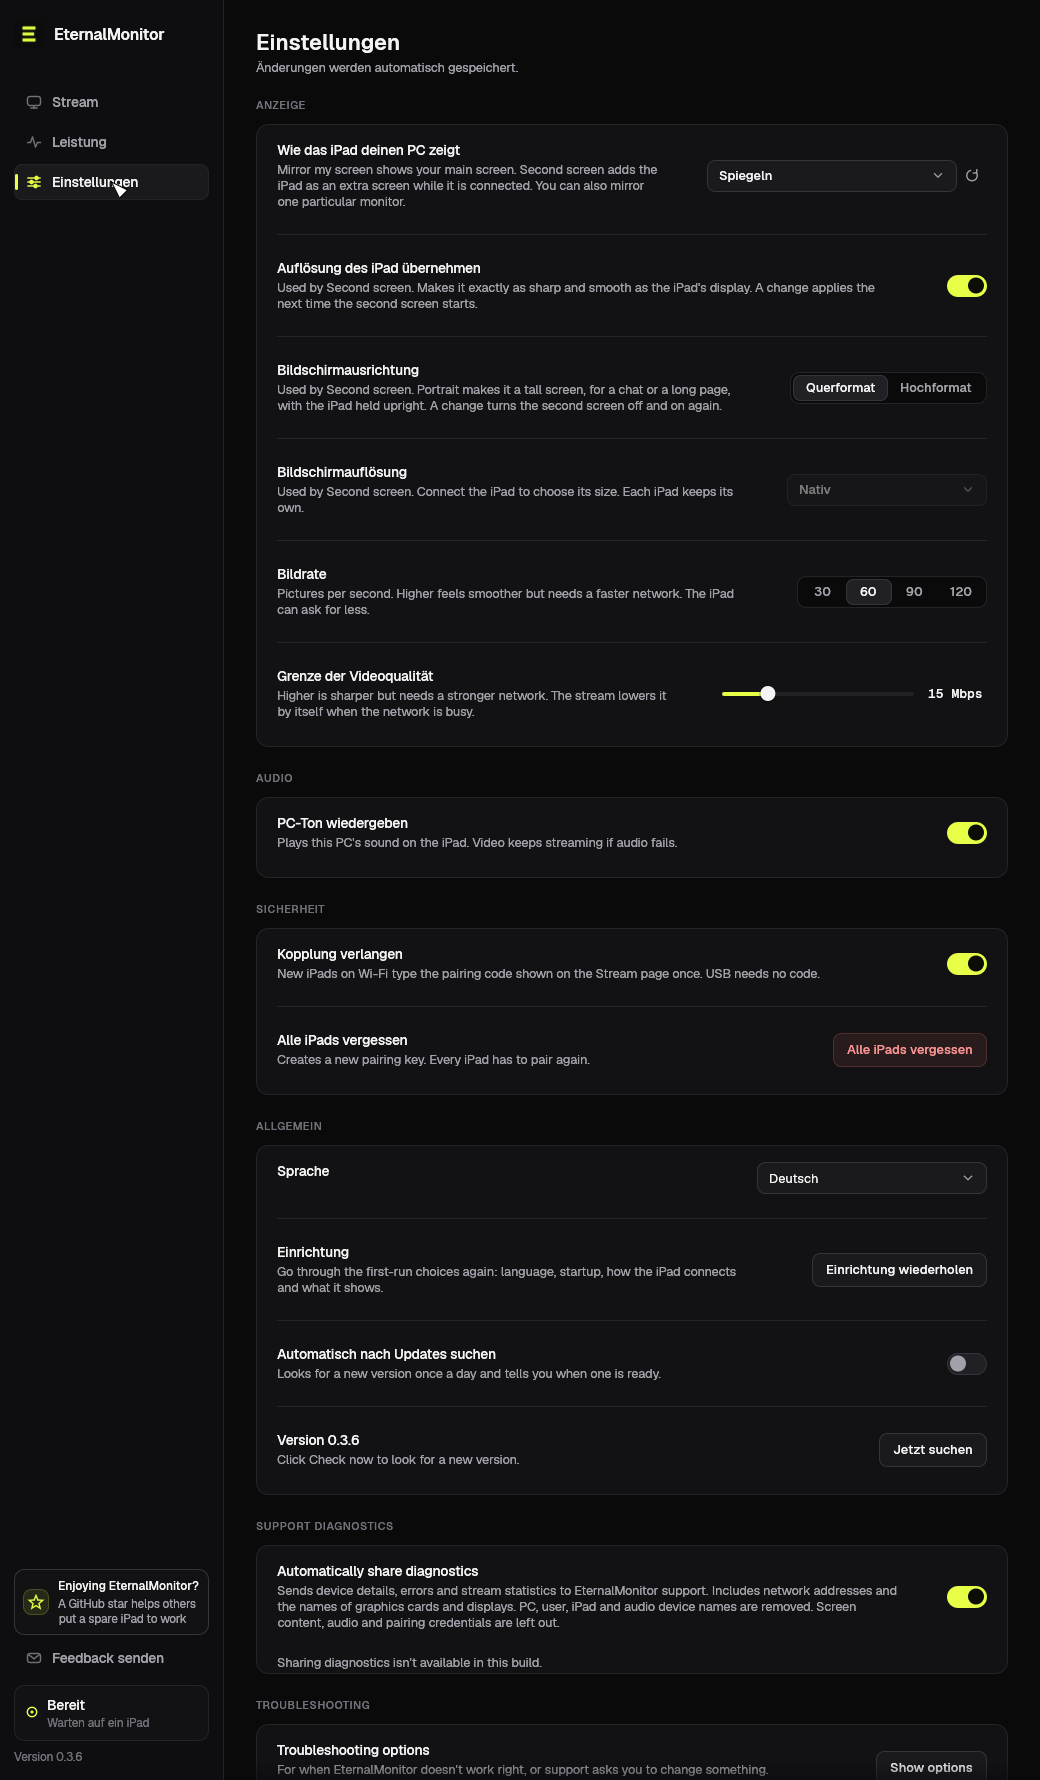 EternalMonitor
Stream
Leistung
Einstellungen
Einstellungen
Änderungen werden automatisch gespeichert.
ANZEIGE
Wie das iPad deinen PC zeigt
Mirror my screen shows your main screen. Second screen adds the
iPad as an extra screen while it is connected. You can also mirror
one particular monitor.
Spiegeln
Auflösung des iPad übernehmen
Used by Second screen. Makes it exactly as sharp and smooth as the iPad's display. A change applies the
next time the second screen starts.
Bildschirmausrichtung
Used by Second screen. Portrait makes it a tall screen, for a chat or a long page,
with the iPad held upright. A change turns the second screen off and on again.
Querformat Hochformat
Bildschirmauflösung
Used by Second screen. Connect the iPad to choose its size. Each iPad keeps its
own.
Nativ
Bildrate
Pictures per second. Higher feels smoother but needs a faster network. The iPad
can ask for less.
30 60 90 120
Grenze der Videoqualität
Higher is sharper but needs a stronger network. The stream lowers it
by itself when the network is busy.
15 Mbps
AUDIO
PC-Ton wiedergeben
Plays this PC's sound on the iPad. Video keeps streaming if audio fails.
SICHERHEIT
Kopplung verlangen
New iPads on Wi-Fi type the pairing code shown on the Stream page once. USB needs no code.
Alle iPads vergessen
Creates a new pairing key. Every iPad has to pair again.
Alle iPads vergessen
ALLGEMEIN
Sprache
Deutsch
Einrichtung
Go through the first-run choices again: language, startup, how the iPad connects
and what it shows.
Einrichtung wiederholen
Automatisch nach Updates suchen
Looks for a new version once a day and tells you when one is ready.
Version 0.3.6
Click Check now to look for a new version.
Jetzt suchen
SUPPORT DIAGNOSTICS
Automatically share diagnostics
Sends device details, errors and stream statistics to EternalMonitor support. Includes network addresses and
the names of graphics cards and displays. PC, user, iPad and audio device names are removed. Screen
content, audio and pairing credentials are left out.
Sharing diagnostics isn't available in this build.
TROUBLESHOOTING
Troubleshooting options
For when EternalMonitor doesn't work right, or support asks you to change something.
Show options
Enjoying EternalMonitor?
A GitHub star helps others
put a spare iPad to work
Feedback senden
Bereit
Warten auf ein iPad
Version 0.3.6